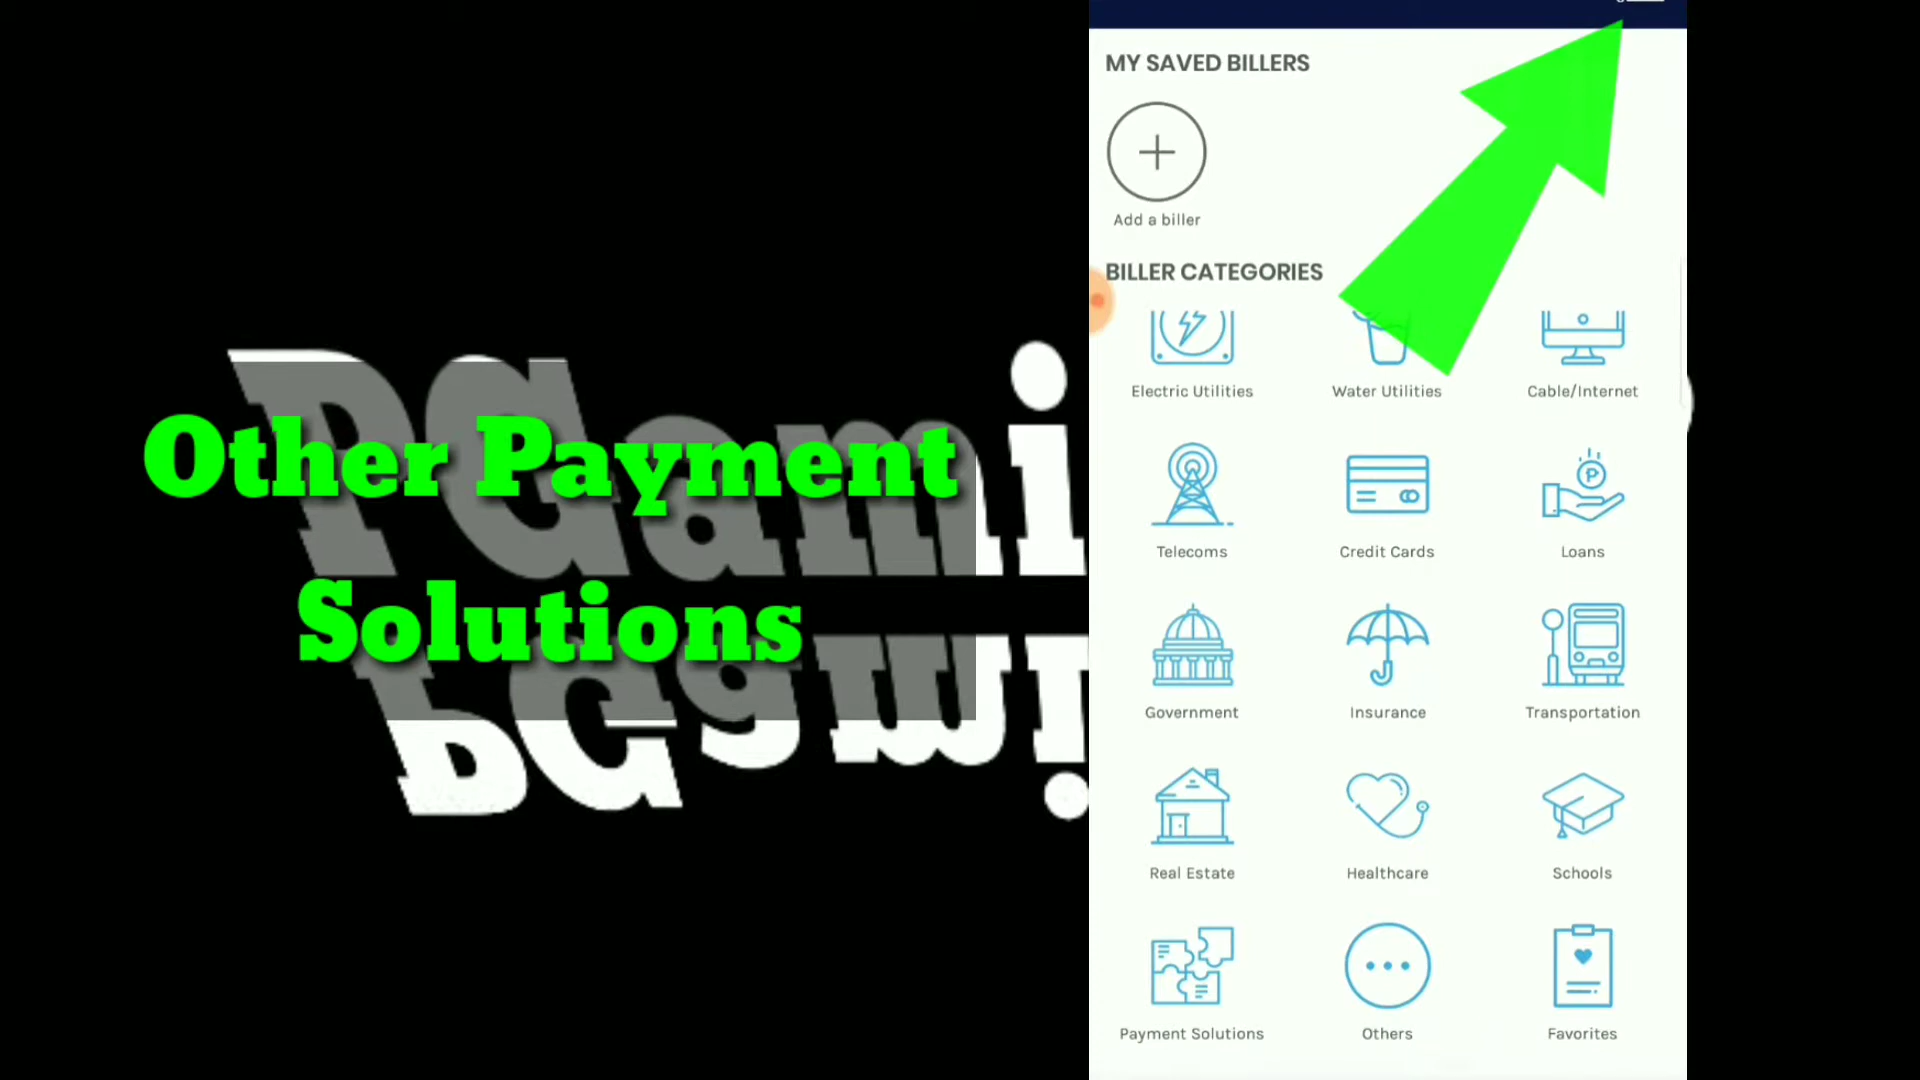 MY SAVED BILLERS
Add a biller
BILLER CATEGORIES
Electric Utilities
Water Utilities
Cable/Internet
Telecoms
Credit Cards
Loans
Government
Insurance
Transportation
Real Estate
Healthcare
Schools
Payment Solutions
Others
Favorites
Other Payment
Solutions
PGami